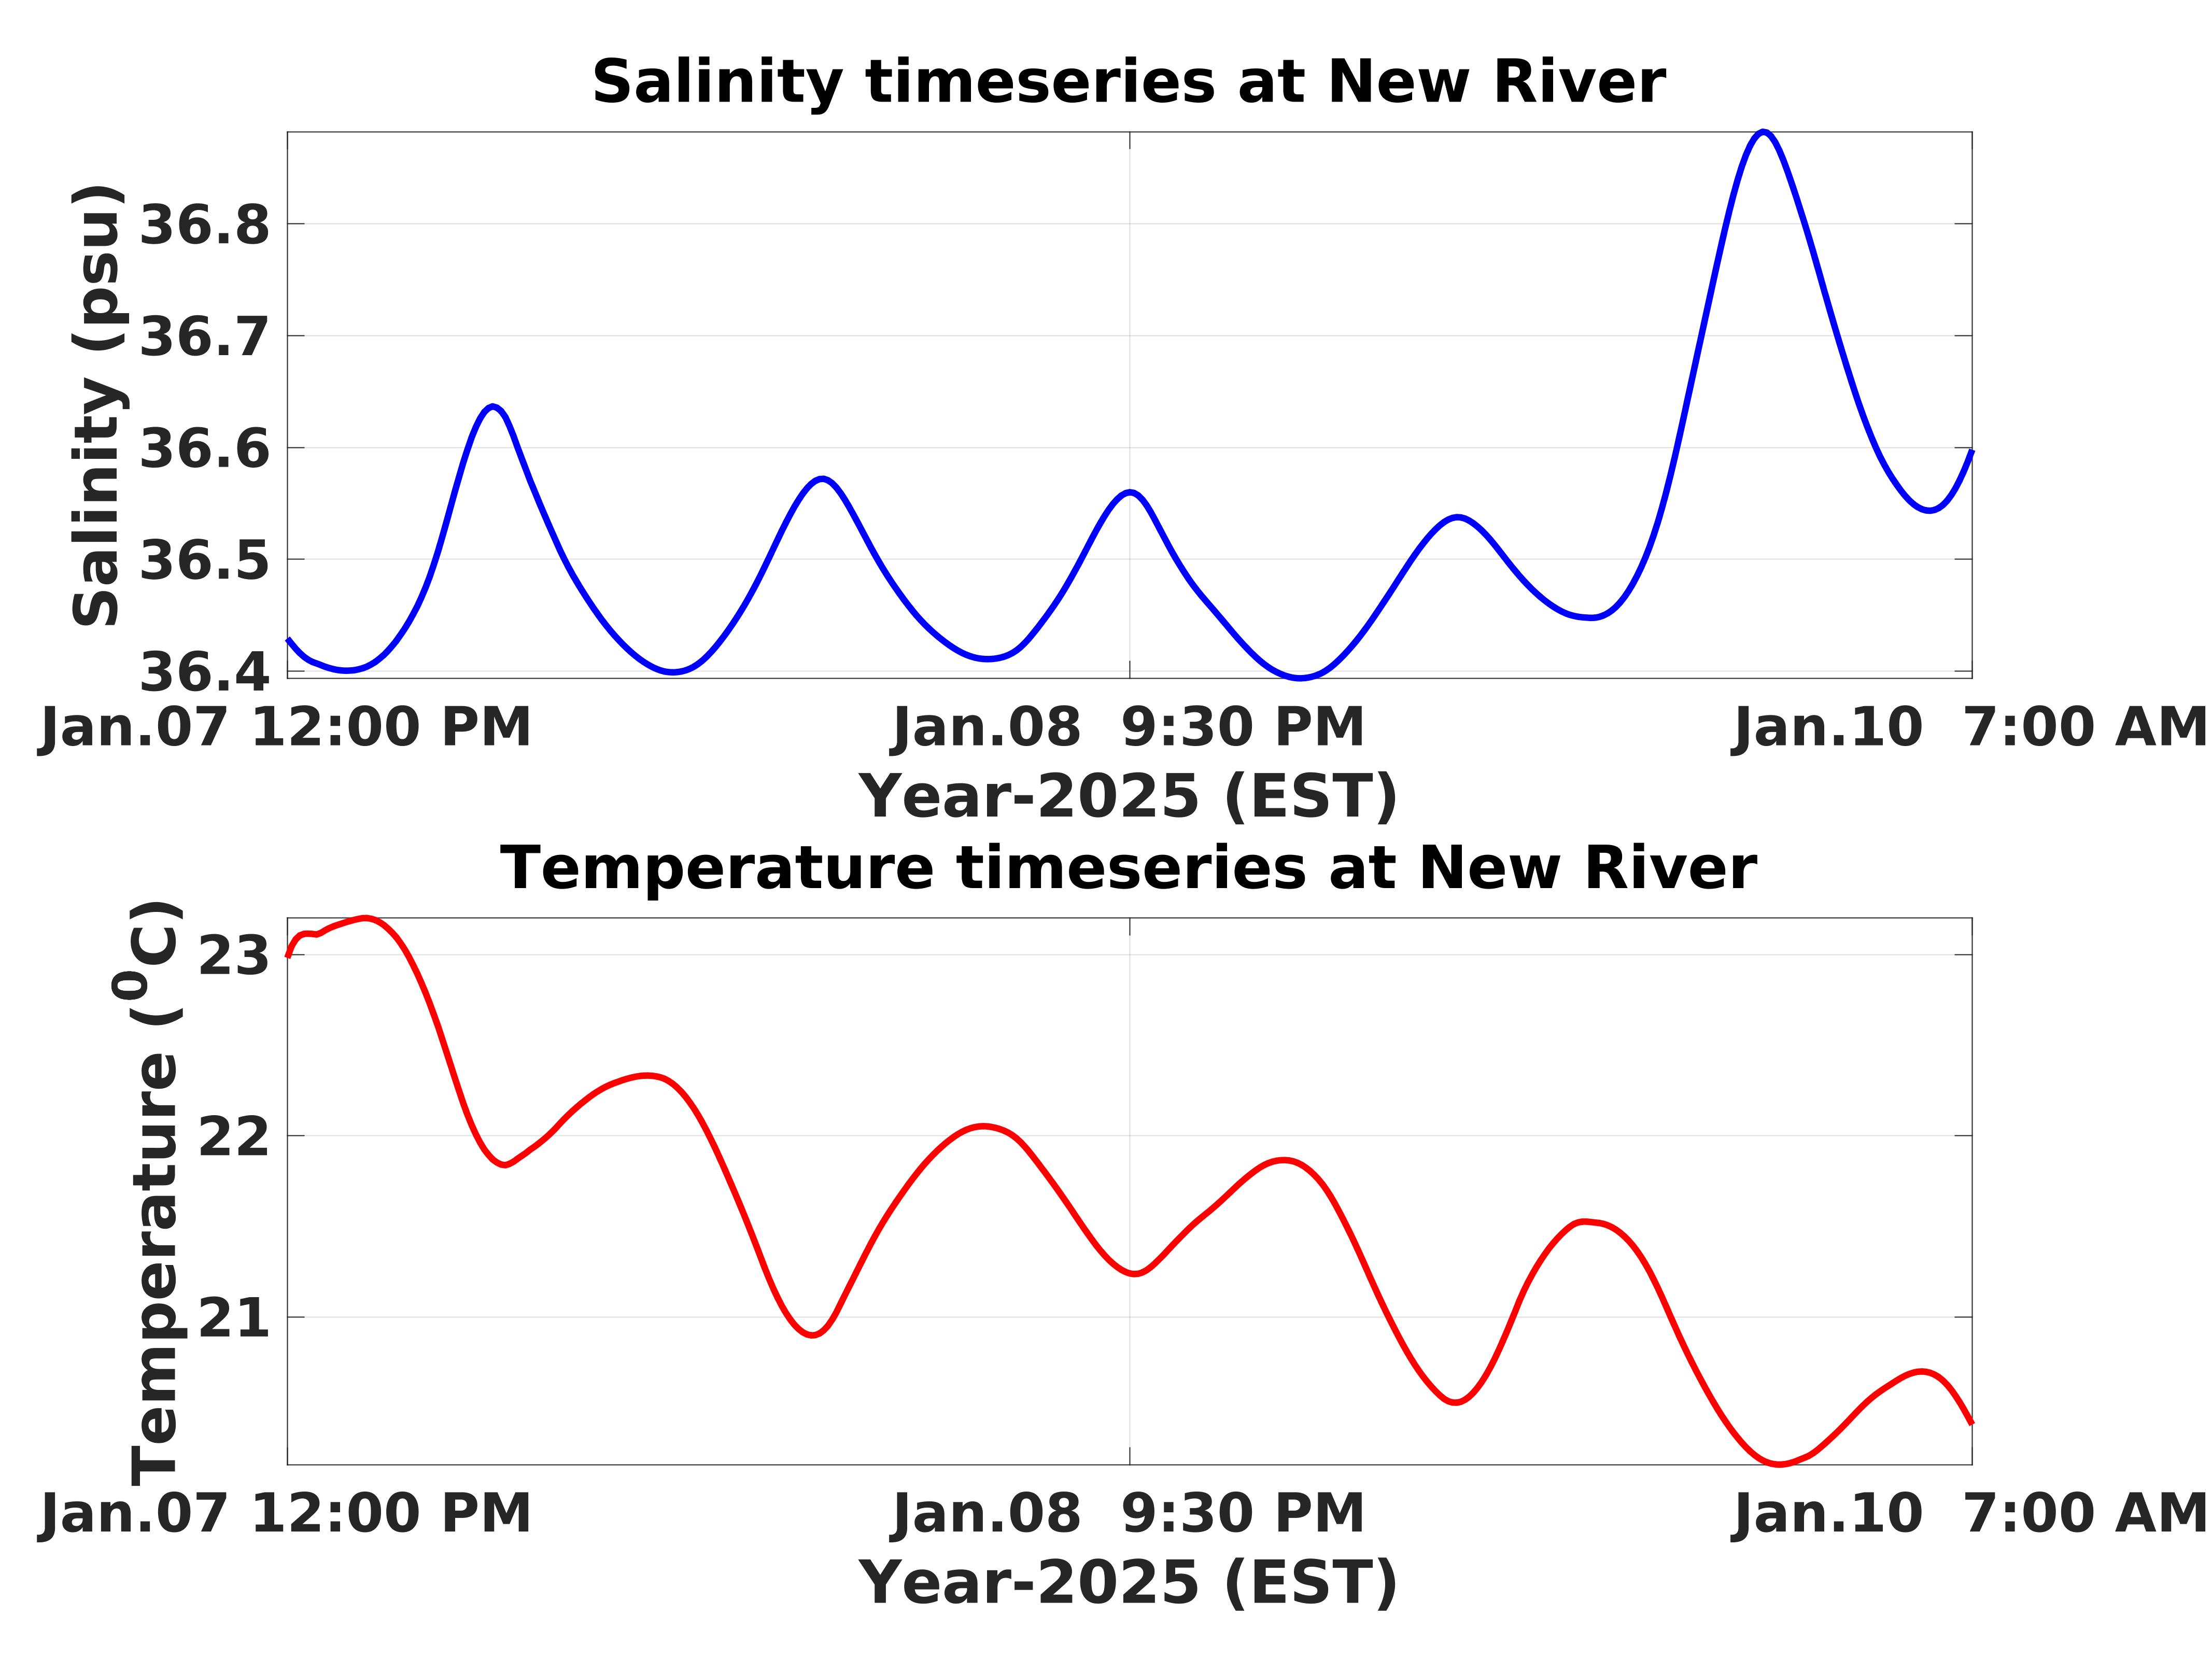 Salinity timeseries at New River
Salinity (psu)
36.8
36.7
36.6
36.5
36.4
Jan.07 12:00 PM Jan.08  9:30 PM Jan.10  7:00 AM
Year-2025 (EST)
Temperature timeseries at New River
Temperature (⁰C)
23
22
21
Jan.07 12:00 PM Jan.08  9:30 PM Jan.10  7:00 AM
Year-2025 (EST)